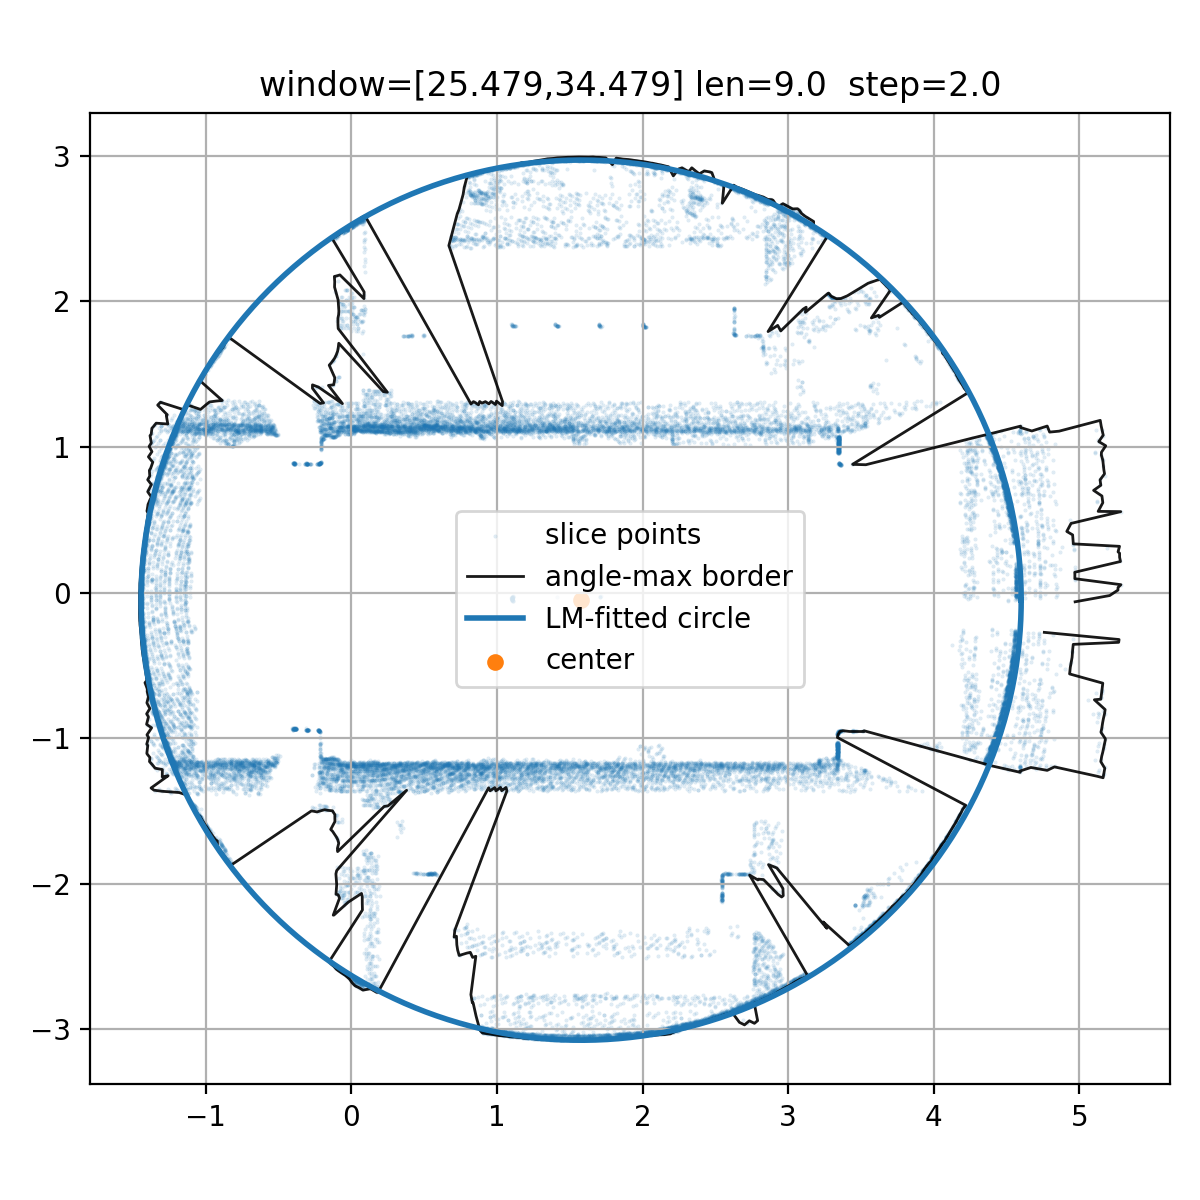 window=[25.479,34.479] len=9.0  step=2.0
3
2
1
0
−1
−2
−3
slice points
angle-max border
LM-fitted circle
center
−1
0
1
2
3
4
5